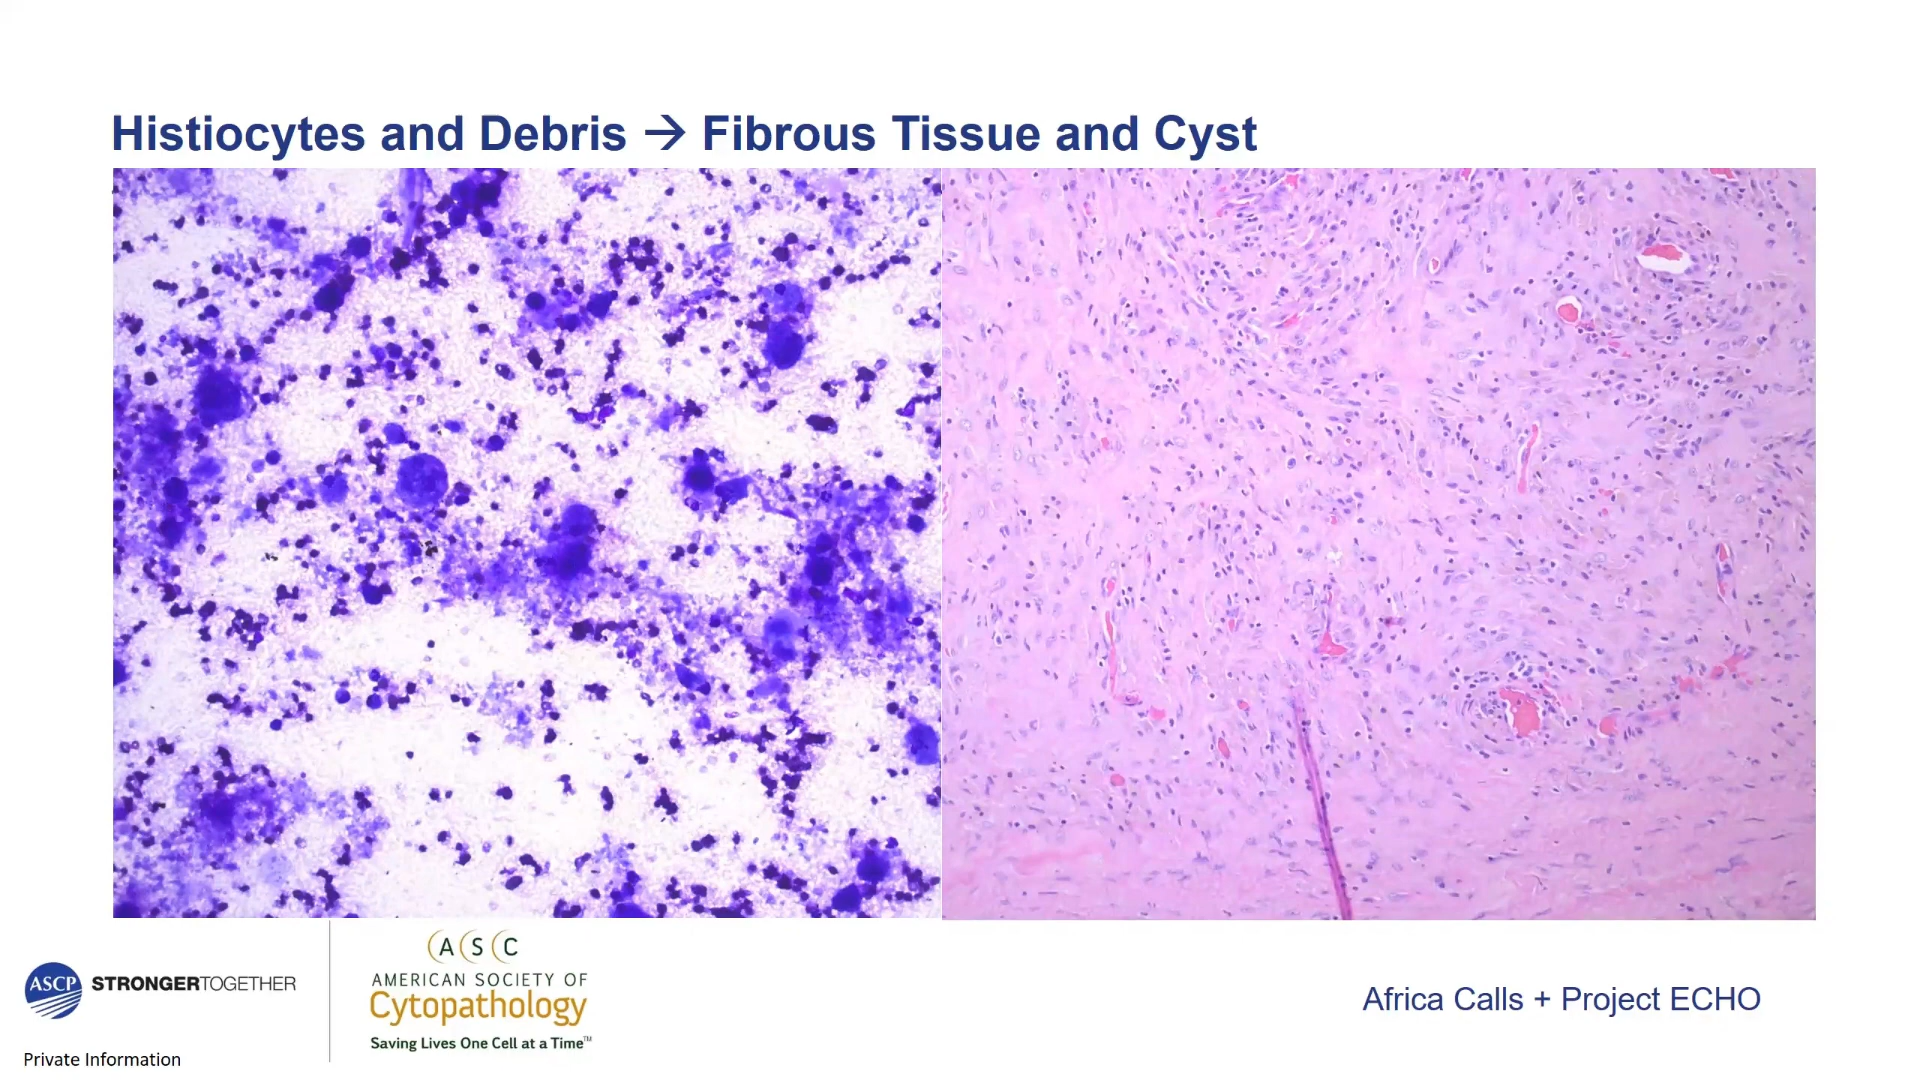 Histiocytes and Debris → Fibrous Tissue and Cyst
ASCP STRONGERTOGETHER
A S C
AMERICAN SOCIETY OF
Cytopathology
Saving Lives One Cell at a Time™
Africa Calls + Project ECHO
Private Information